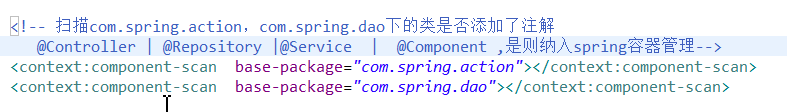 <!-- 扫描com.spring.action，com.spring.dao下的类是否添加了注解
@Controller | @Repository |@Service | @Component ,是则纳入spring容器管理-->
<context:component-scan base-package="com.spring.action"></context:component-scan>
<context:component-scan base-package="com.spring.dao"></context:component-scan>